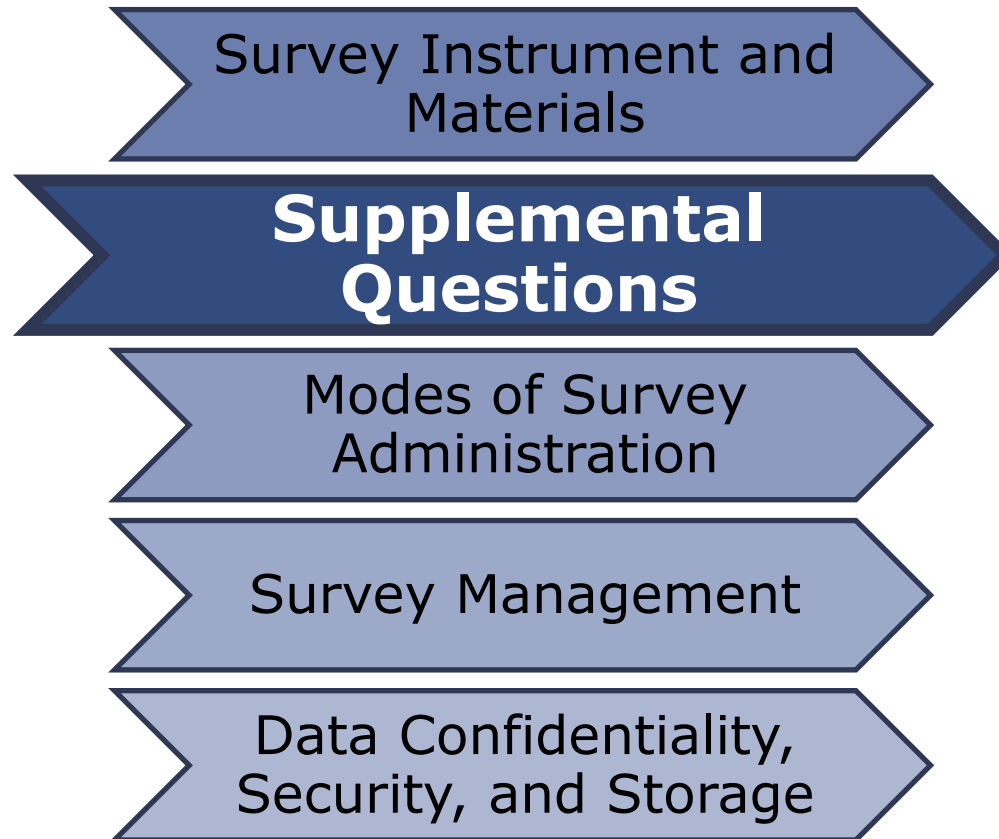 Survey Instrument and
Materials
Supplemental
Questions
Modes of Survey
Administration
Survey Management
Data Confidentiality,
Security, and Storage